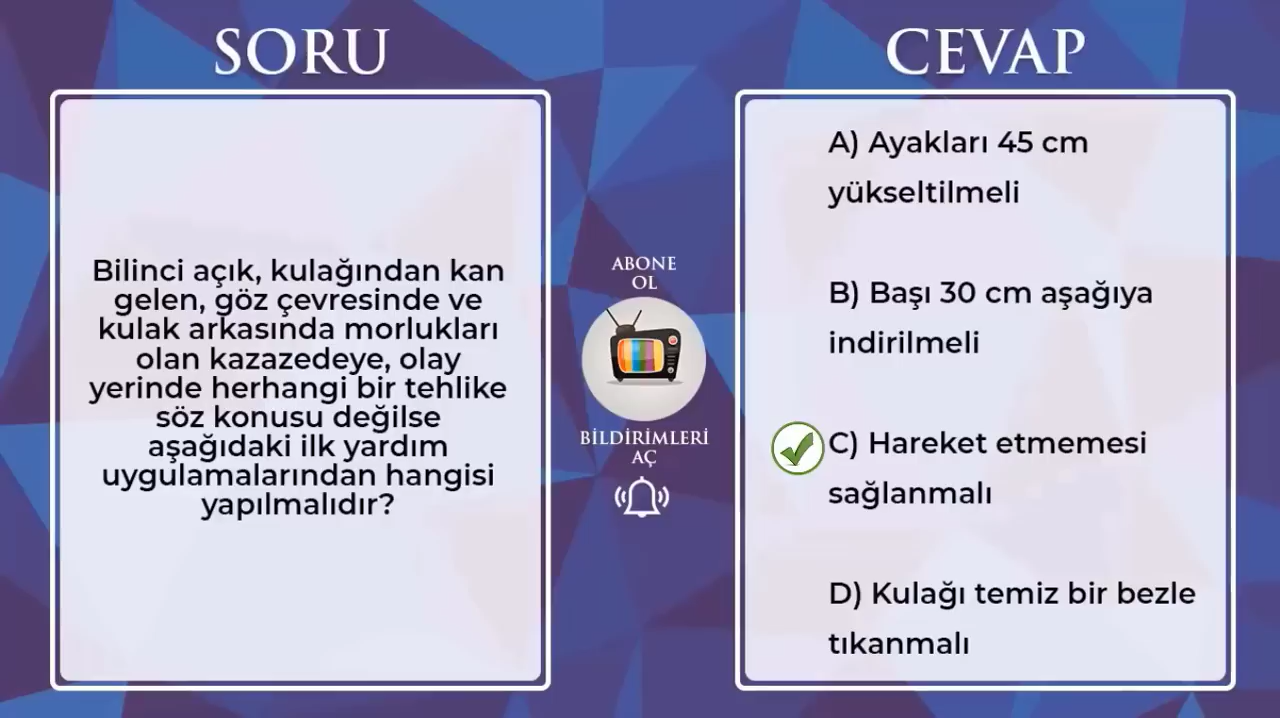 SORU
Bilinci açık, kulağından kan
gelen, göz çevresinde ve
kulak arkasında morlukları
olan kazazedeye, olay
yerinde herhangi bir tehlike
söz konusu değilse
aşağıdaki ilk yardım
uygulamalarından hangisi
yapılmalıdır?
ABONE
OL
BİLDİRİMLERİ
AÇ
CEVAP
A) Ayakları 45 cm
yükseltilmeli
B) Başı 30 cm aşağıya
indirilmeli
C) Hareket etmemesi
sağlanmalı
D) Kulağı temiz bir bezle
tıkanmalı